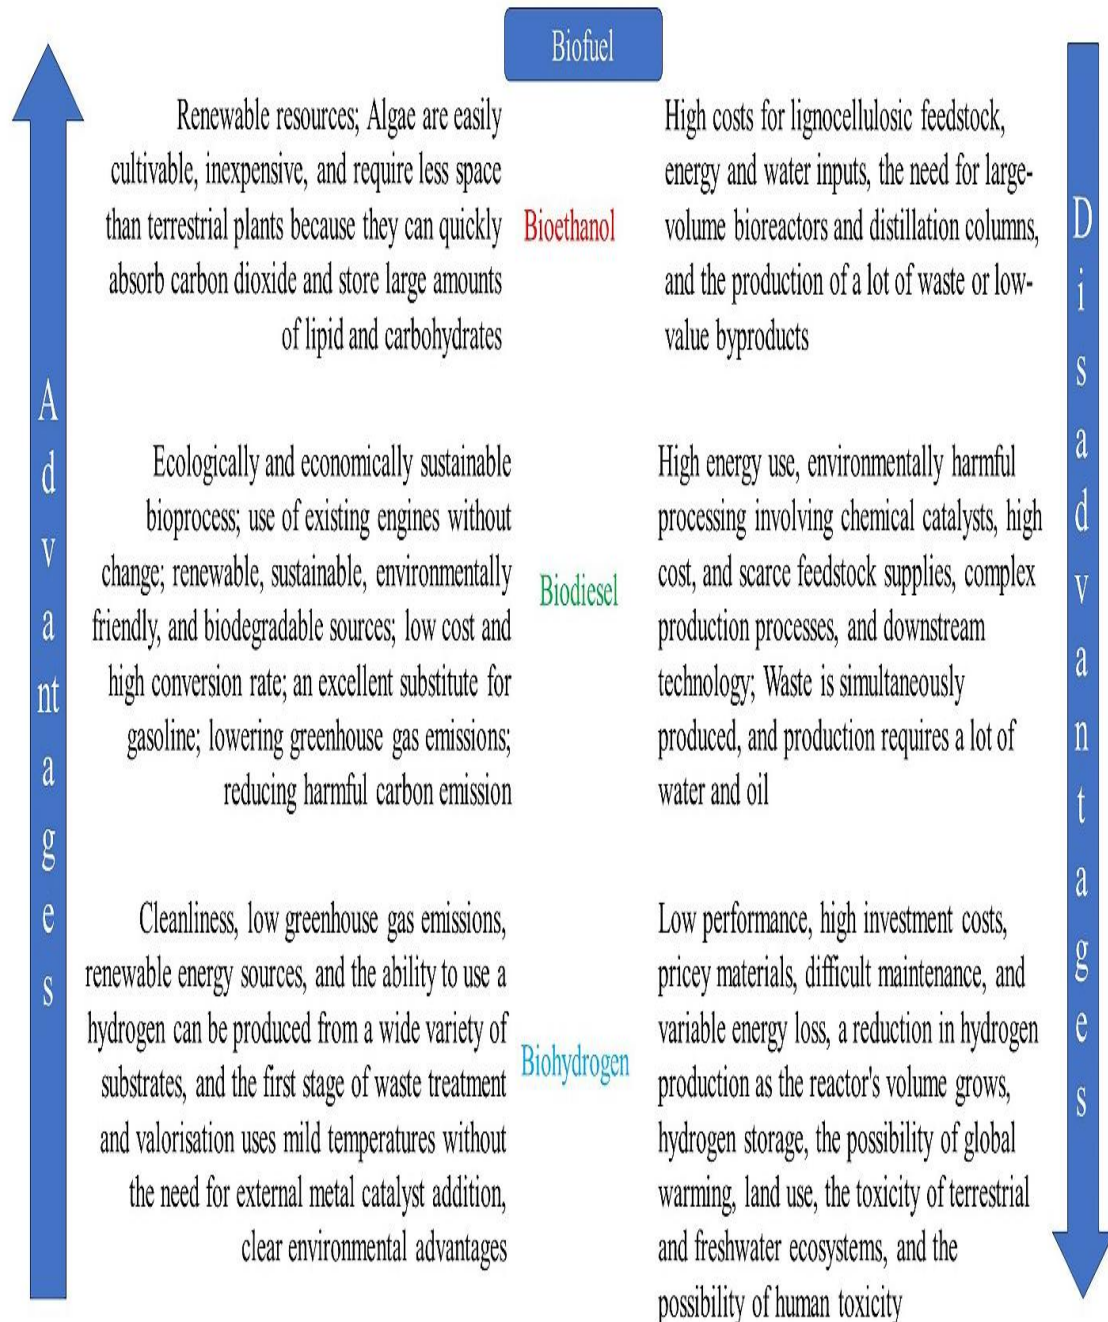 Biofuel
Advantages
Disadvantages
Renewable resources; Algae are easily
cultivable, inexpensive, and require less space
than terrestrial plants because they can quickly
absorb carbon dioxide and store large amounts
of lipid and carbohydrates
Bioethanol
High costs for lignocellulosic feedstock,
energy and water inputs, the need for large-
volume bioreactors and distillation columns,
and the production of a lot of waste or low-
value byproducts
Ecologically and economically sustainable
bioprocess; use of existing engines without
change; renewable, sustainable, environmentally
friendly, and biodegradable sources; low cost and
high conversion rate; an excellent substitute for
gasoline; lowering greenhouse gas emissions;
reducing harmful carbon emission
Biodiesel
High energy use, environmentally harmful
processing involving chemical catalysts, high
cost, and scarce feedstock supplies, complex
production processes, and downstream
technology; Waste is simultaneously
produced, and production requires a lot of
water and oil
Cleanliness, low greenhouse gas emissions,
renewable energy sources, and the ability to use a
hydrogen can be produced from a wide variety of
substrates, and the first stage of waste treatment
and valorisation uses mild temperatures without
the need for external metal catalyst addition,
clear environmental advantages
Biohydrogen
Low performance, high investment costs,
pricey materials, difficult maintenance, and
variable energy loss, a reduction in hydrogen
production as the reactor's volume grows,
hydrogen storage, the possibility of global
warming, land use, the toxicity of terrestrial
and freshwater ecosystems, and the
possibility of human toxicity